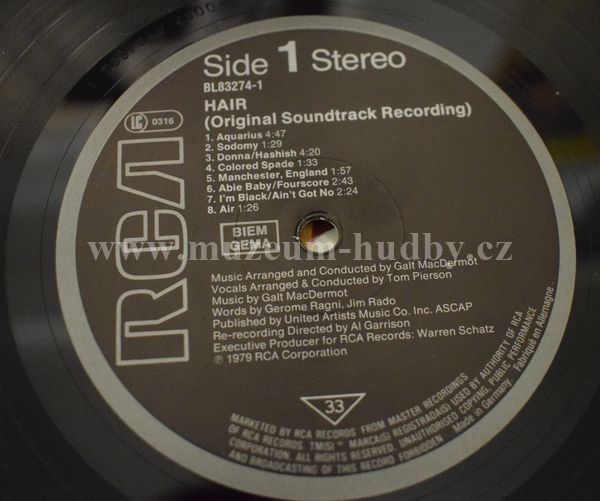 Side 1 Stereo
BL83274-1
HAIR
(Original Soundtrack Recording)
LC 0316
1. Aquarius 4:47
2. Sodomy 1:29
3. Donna/Hashish 4:20
4. Colored Spade 1:33
5. Manchester, England 1:57
6. Abie Baby/Fourscore 2:43
7. I'm Black/Ain't Got No 2:24
8. Air 1:26
RCA
BIEM
GEMA
www.muzeum-hudby.cz
Music Arranged and Conducted by Galt MacDermot
Vocals Arranged & Conducted by Tom Pierson
Music by Galt MacDermot
Words by Gerome Ragni, Jim Rado
Published by United Artists Music Co. Inc. ASCAP
Re-recording Directed by Al Garrison
Executive Producer for RCA Records: Warren Schatz
℗ 1979 RCA Corporation
33
MARKETED BY RCA RECORDS FROM MASTER RECORDINGS
OF RCA RECORDS. TM(S) ® MARCA(S) REGISTRADA(S) USED BY AUTHORITY OF RCA
CORPORATION. ALL RIGHTS RESERVED. UNAUTHORISED COPYING, PUBLIC PERFORMANCE
AND BROADCASTING OF THIS RECORD FORBIDDEN
Made in Germany. Fabriqué en Allemagne.